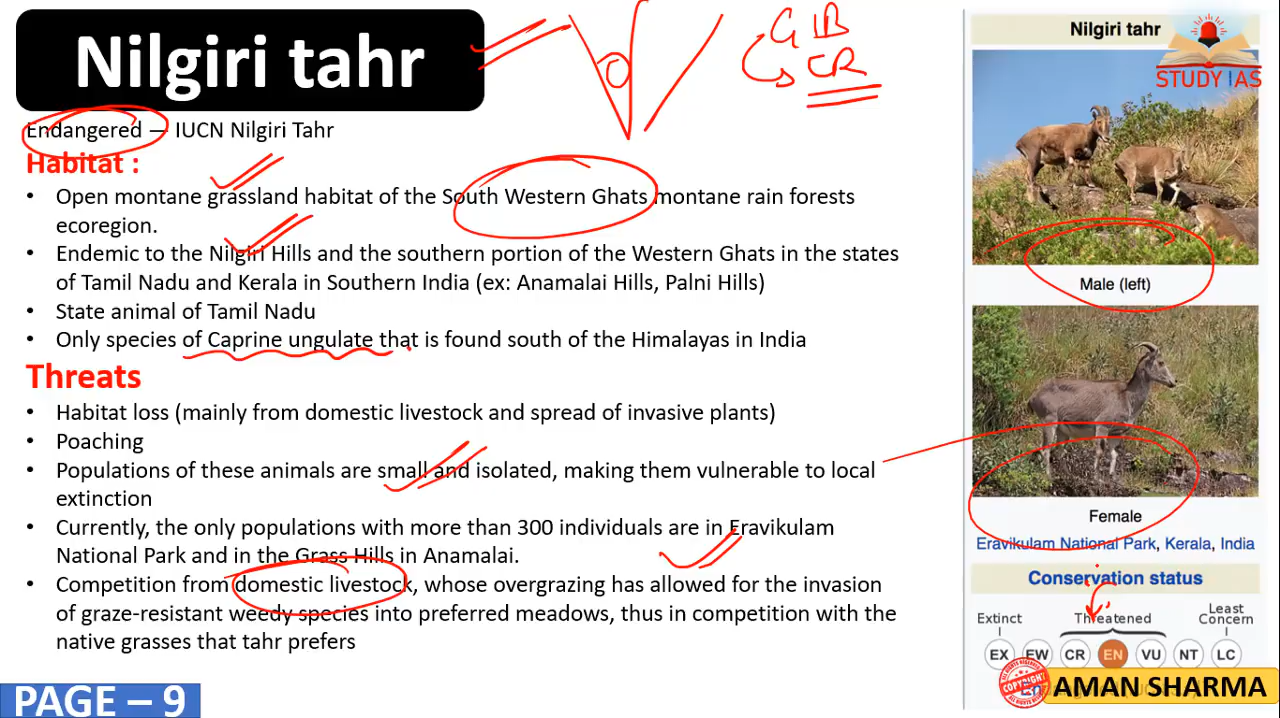 Nilgiri tahr
GIB
CR
Endangered — IUCN Nilgiri Tahr
Habitat :
• Open montane grassland habitat of the South Western Ghats montane rain forests
ecoregion.
• Endemic to the Nilgiri Hills and the southern portion of the Western Ghats in the states
of Tamil Nadu and Kerala in Southern India (ex: Anamalai Hills, Palni Hills)
• State animal of Tamil Nadu
• Only species of Caprine ungulate that is found south of the Himalayas in India
Threats
• Habitat loss (mainly from domestic livestock and spread of invasive plants)
• Poaching
• Populations of these animals are small and isolated, making them vulnerable to local
extinction
• Currently, the only populations with more than 300 individuals are in Eravikulam
National Park and in the Grass Hills in Anamalai.
• Competition from domestic livestock, whose overgrazing has allowed for the invasion
of graze-resistant weedy species into preferred meadows, thus in competition with the
native grasses that tahr prefers
PAGE – 9
Nilgiri tahr
STUDY IAS
Male (left)
Female
Eravikulam National Park, Kerala, India
Conservation status
Extinct Threatened Least Concern
EX EW CR EN VU NT LC
COPYRIGHT
AMAN SHARMA